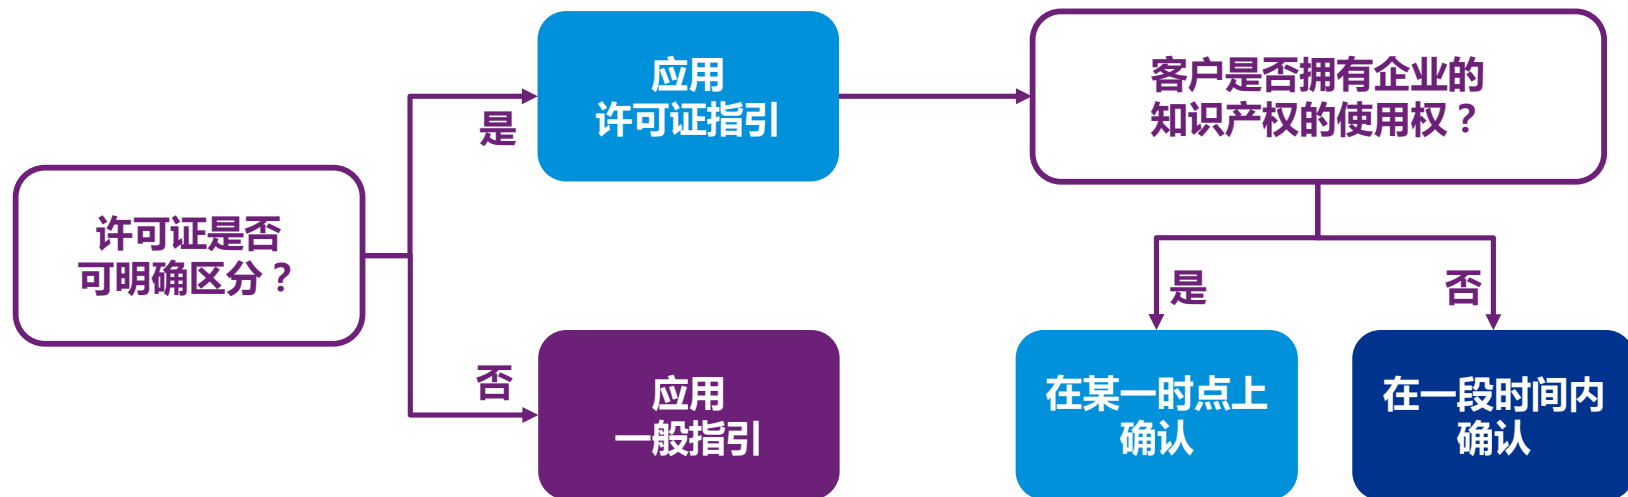 许可证是否
可明确区分？
是
应用
许可证指引
否
应用
一般指引
客户是否拥有企业的
知识产权的使用权？
是
在某一时点上
确认
否
在一段时间内
确认